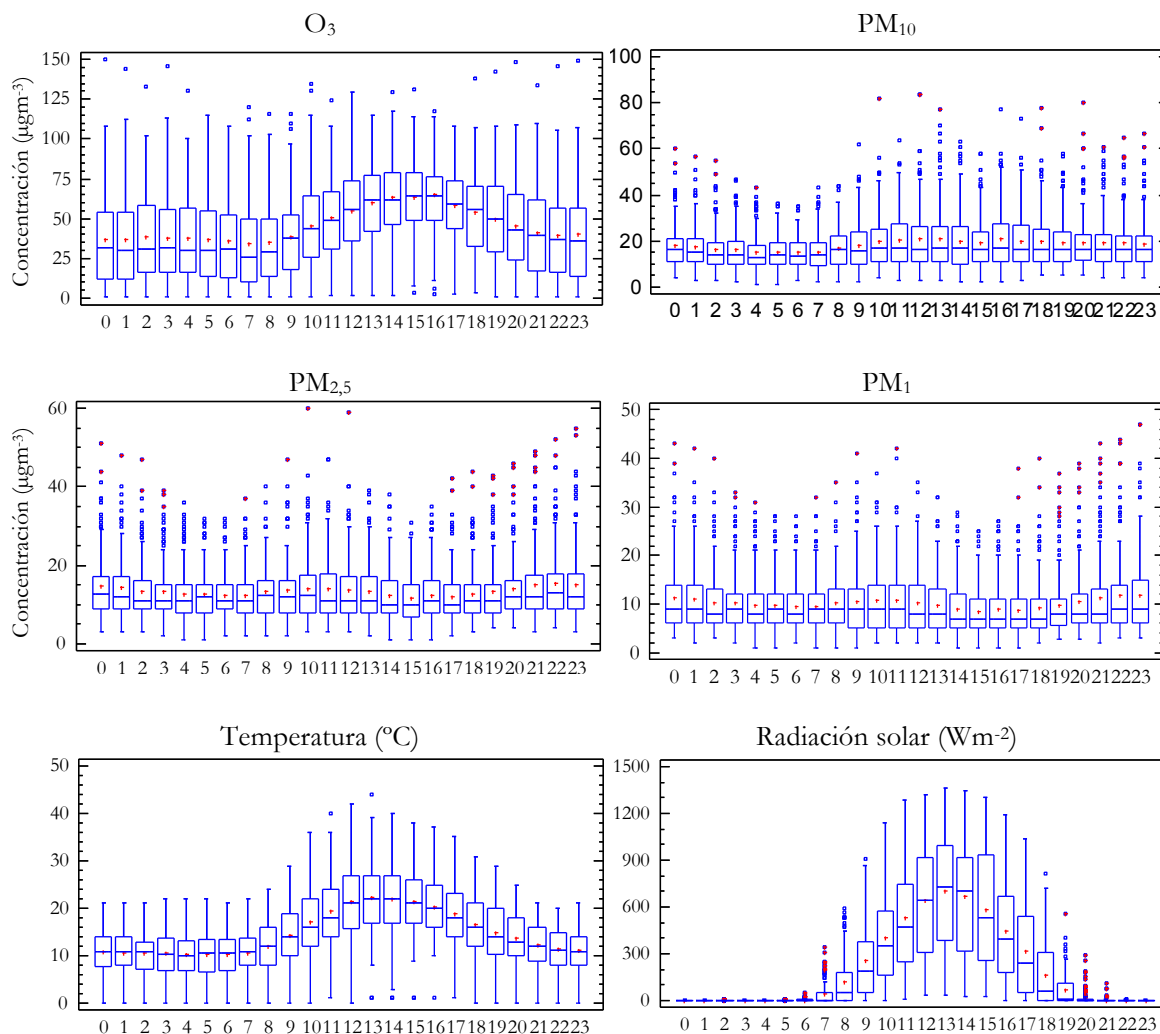 O₃
PM₁₀
Concentración (µgm⁻³)
150
125
100
75
50
25
0
0 1 2 3 4 5 6 7 8 9 10 11 12 13 14 15 16 17 18 19 20 21 22 23
100
80
60
40
20
0
0 1 2 3 4 5 6 7 8 9 10 11 12 13 14 15 16 17 18 19 20 21 22 23
PM₂,₅
PM₁
Concentración (µgm⁻³)
60
40
20
0
0 1 2 3 4 5 6 7 8 9 10 11 12 13 14 15 16 17 18 19 20 21 22 23
50
40
30
20
10
0
0 1 2 3 4 5 6 7 8 9 10 11 12 13 14 15 16 17 18 19 20 21 22 23
Temperatura (ºC)
Radiación solar (Wm⁻²)
50
40
30
20
10
0
0 1 2 3 4 5 6 7 8 9 10 11 12 13 14 15 16 17 18 19 20 21 22 23
1500
1200
900
600
300
0
0 1 2 3 4 5 6 7 8 9 10 11 12 13 14 15 16 17 18 19 20 21 22 23